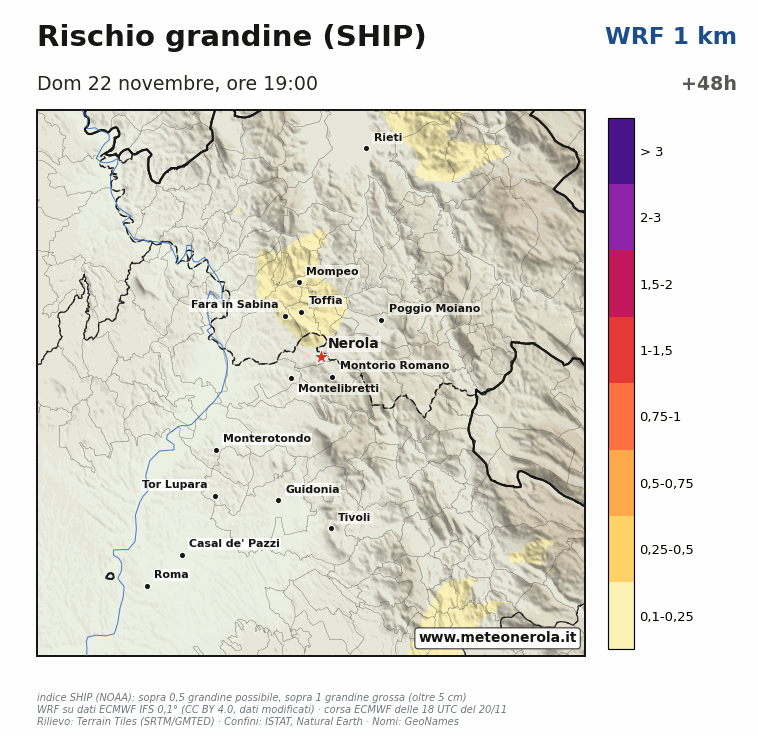 Rischio grandine (SHIP)
WRF 1 km
Dom 22 novembre, ore 19:00
+48h
Rieti
Mompeo
Fara in Sabina
Toffia
Poggio Moiano
Nerola
Montorio Romano
Montelibretti
Monterotondo
Tor Lupara
Guidonia
Tivoli
Casal de' Pazzi
Roma
www.meteonerola.it
> 3
2-3
1,5-2
1-1,5
0,75-1
0,5-0,75
0,25-0,5
0,1-0,25
indice SHIP (NOAA): sopra 0,5 grandine possibile, sopra 1 grandine grossa (oltre 5 cm)
WRF su dati ECMWF IFS 0,1° (CC BY 4.0, dati modificati) · corsa ECMWF delle 18 UTC del 20/11
Rilievo: Terrain Tiles (SRTM/GMTED) · Confini: ISTAT, Natural Earth · Nomi: GeoNames